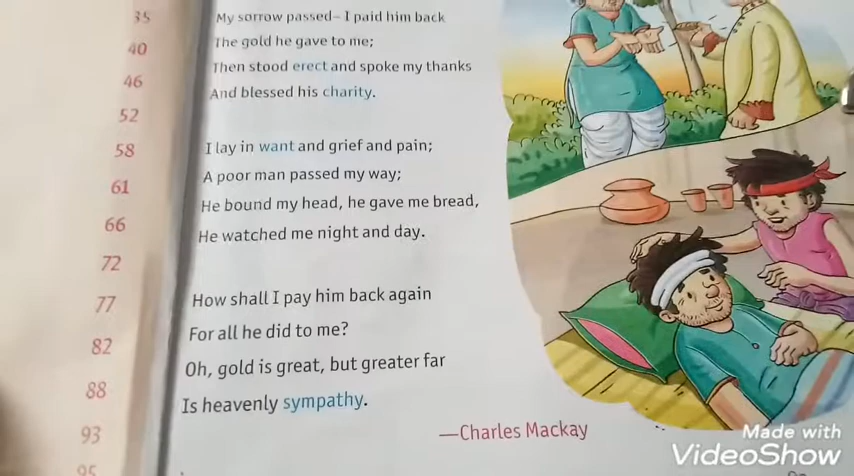 35
40
46
52
58
61
66
72
77
82
88
93
95
My sorrow passed– I paid him back
The gold he gave to me;
Then stood erect and spoke my thanks
And blessed his charity.
I lay in want and grief and pain;
A poor man passed my way;
He bound my head, he gave me bread,
He watched me night and day.
How shall I pay him back again
For all he did to me?
Oh, gold is great, but greater far
Is heavenly sympathy.
—Charles Mackay
Made with
VideoShow